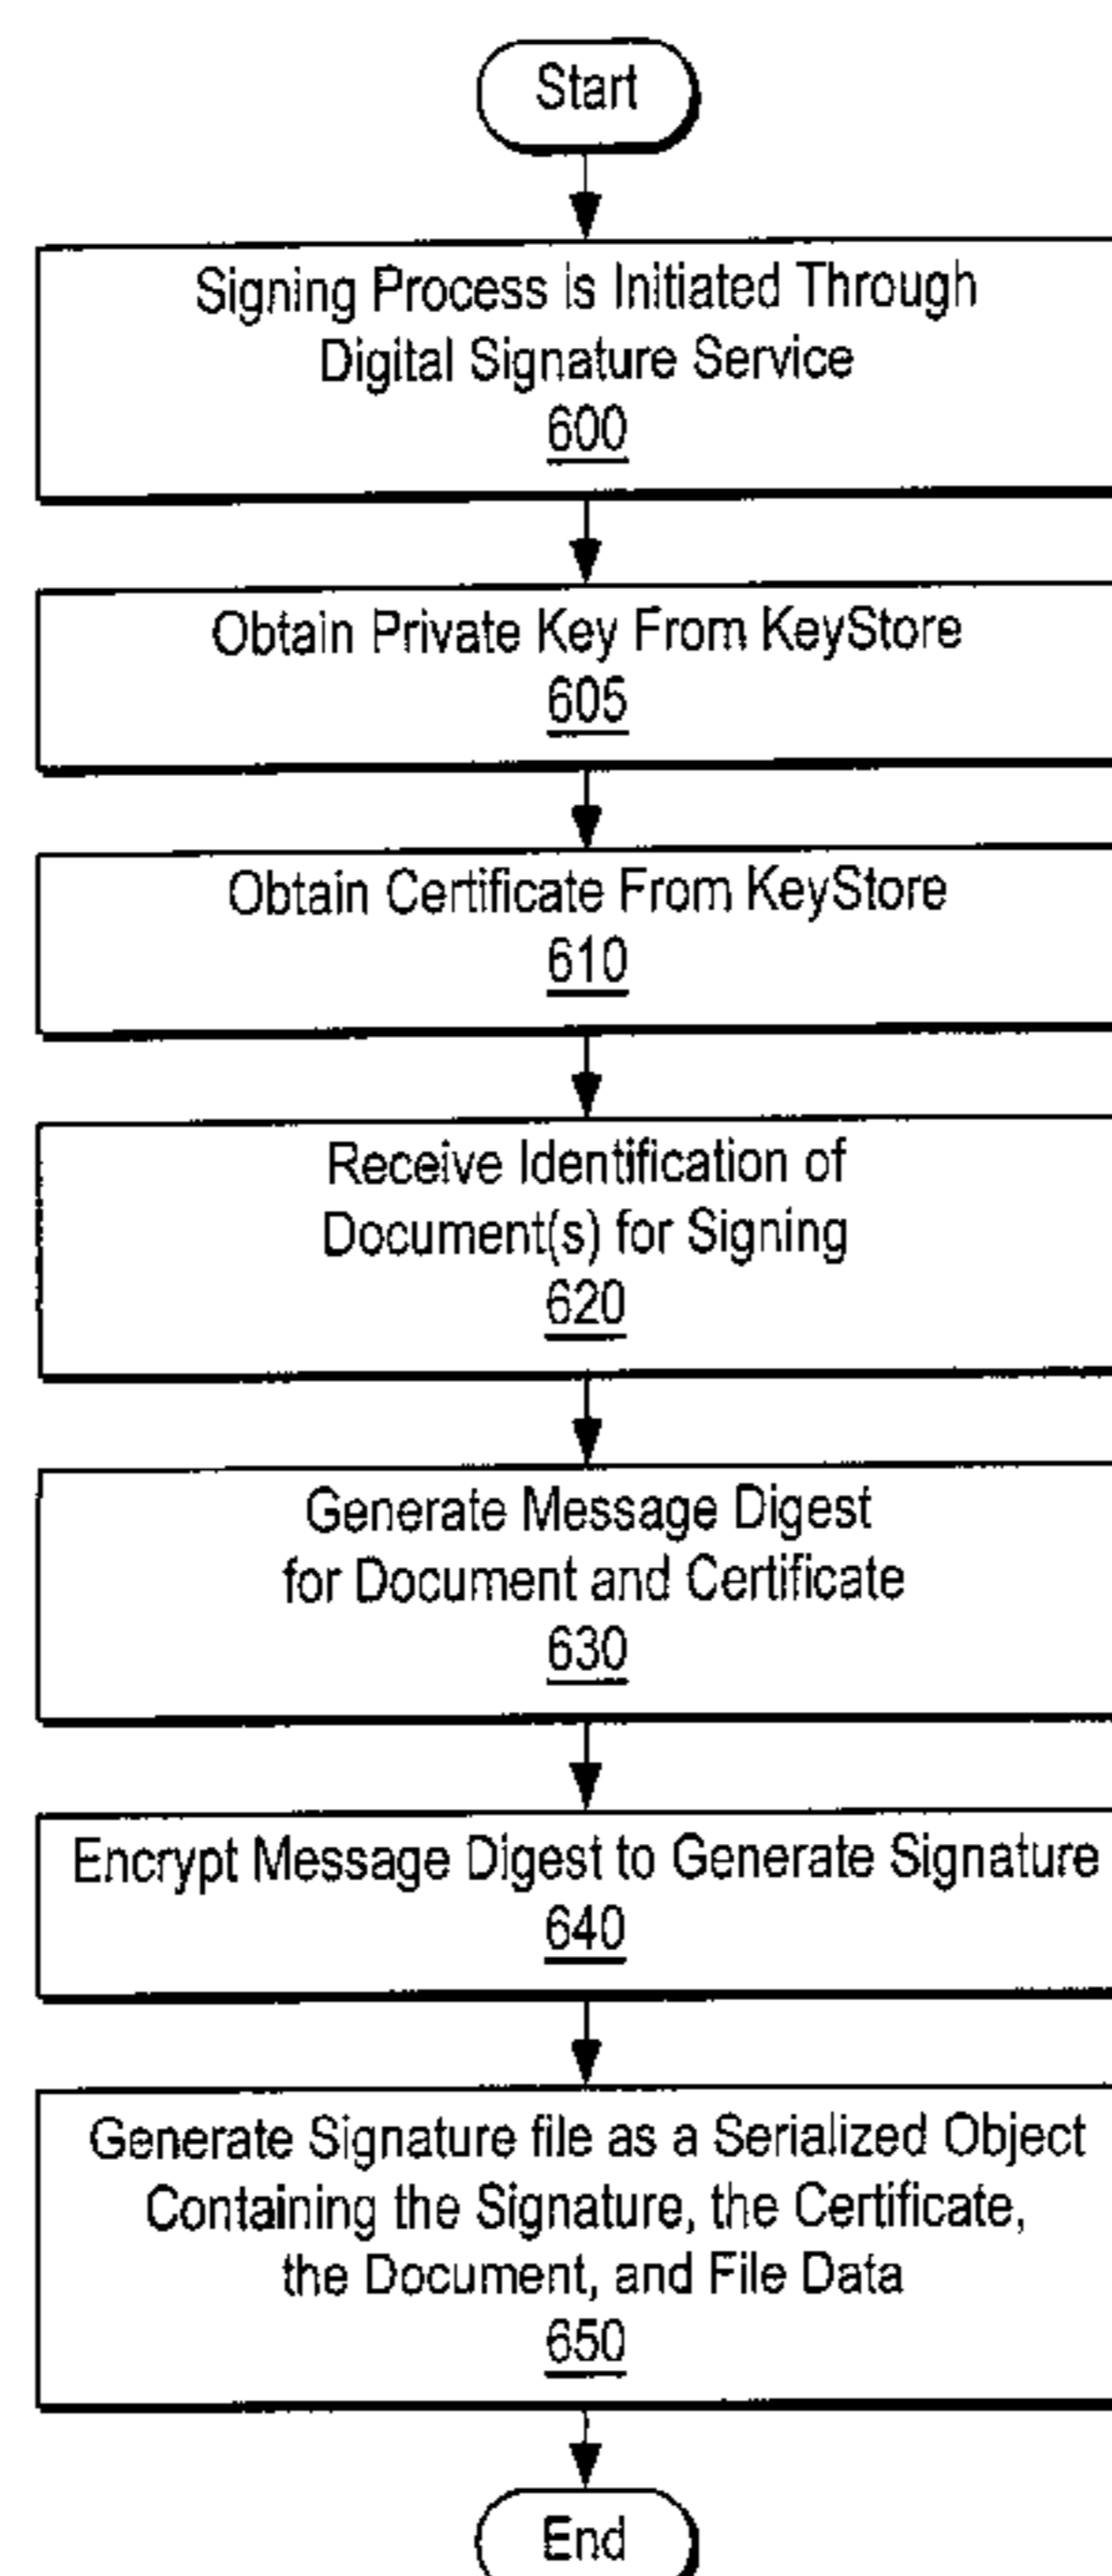 Start
Signing Process is Initiated Through
Digital Signature Service
600
Obtain Private Key From KeyStore
605
Obtain Certificate From KeyStore
610
Receive Identification of
Document(s) for Signing
620
Generate Message Digest
for Document and Certificate
630
Encrypt Message Digest to Generate Signature
640
Generate Signature file as a Serialized Object
Containing the Signature, the Certificate,
the Document, and File Data
650
End